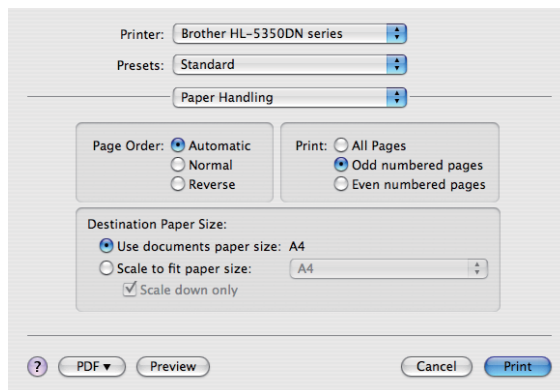 Printer: Brother HL-5350DN series
Presets: Standard
Paper Handling
Page Order: Automatic
Normal
Reverse
Print: All Pages
Odd numbered pages
Even numbered pages
Destination Paper Size:
Use documents paper size: A4
Scale to fit paper size: A4
Scale down only
? PDF▼ Preview Cancel Print